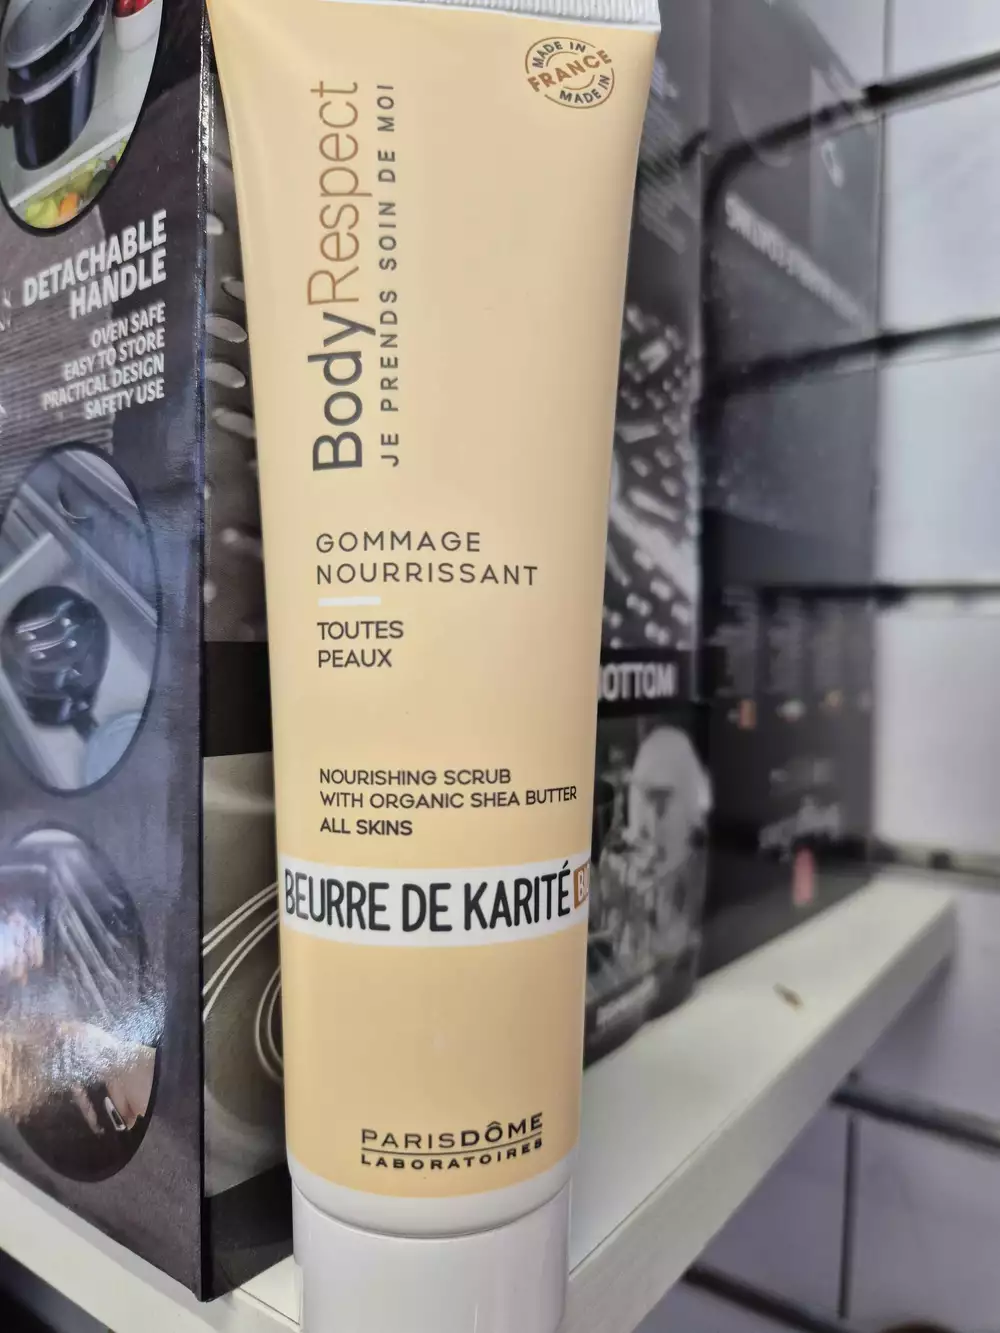 MADE IN
FRANCE
MADE IN
BodyRespect
JE PRENDS SOIN DE MOI
GOMMAGE
NOURRISSANT
TOUTES
PEAUX
NOURISHING SCRUB
WITH ORGANIC SHEA BUTTER
ALL SKINS
BEURRE DE KARITÉ
PARISDÔME
LABORATOIRES
DETACHABLE
HANDLE
OVEN SAFE
EASY TO STORE
PRACTICAL DESIGN
SAFETY USE